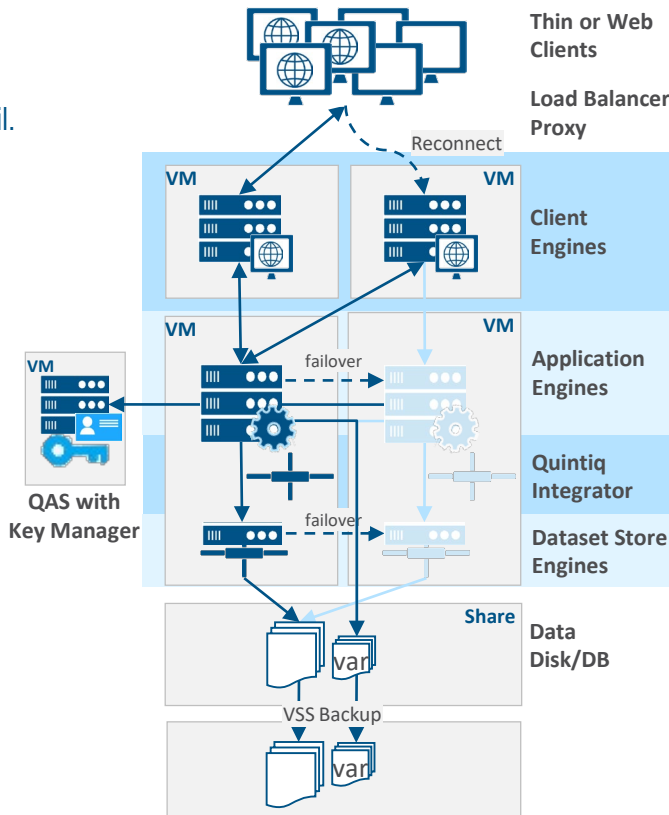 Thin or Web
Clients
il.
Load Balancer
Proxy
Reconnect
VM
VM
Client
Engines
VM
VM
failover
Application
Engines
VM
Quintiq
Integrator
QAS with
Key Manager
failover
Dataset Store
Engines
Share
Data
Disk/DB
var
VSS Backup
var